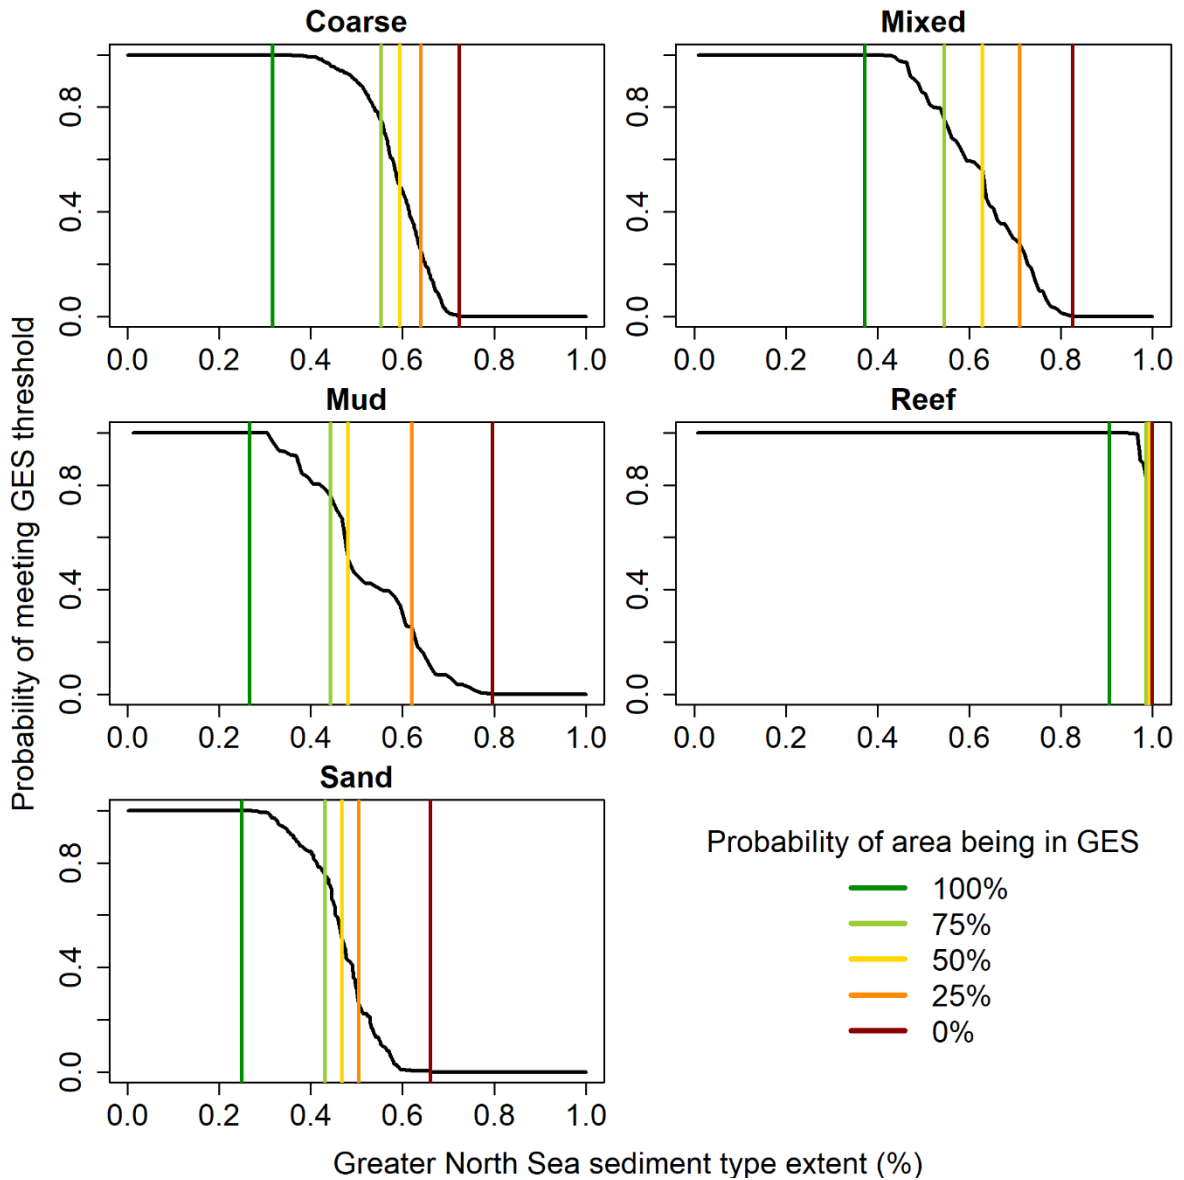 Coarse
Mixed
0.0 0.4 0.8
0.0 0.4 0.8
0.0 0.2 0.4 0.6 0.8 1.0
0.0 0.2 0.4 0.6 0.8 1.0
Mud
Reef
Probability of meeting GES threshold
0.0 0.4 0.8
0.0 0.4 0.8
0.0 0.2 0.4 0.6 0.8 1.0
0.0 0.2 0.4 0.6 0.8 1.0
Sand
0.0 0.4 0.8
0.0 0.2 0.4 0.6 0.8 1.0
Probability of area being in GES
100%
75%
50%
25%
0%
Greater North Sea sediment type extent (%)